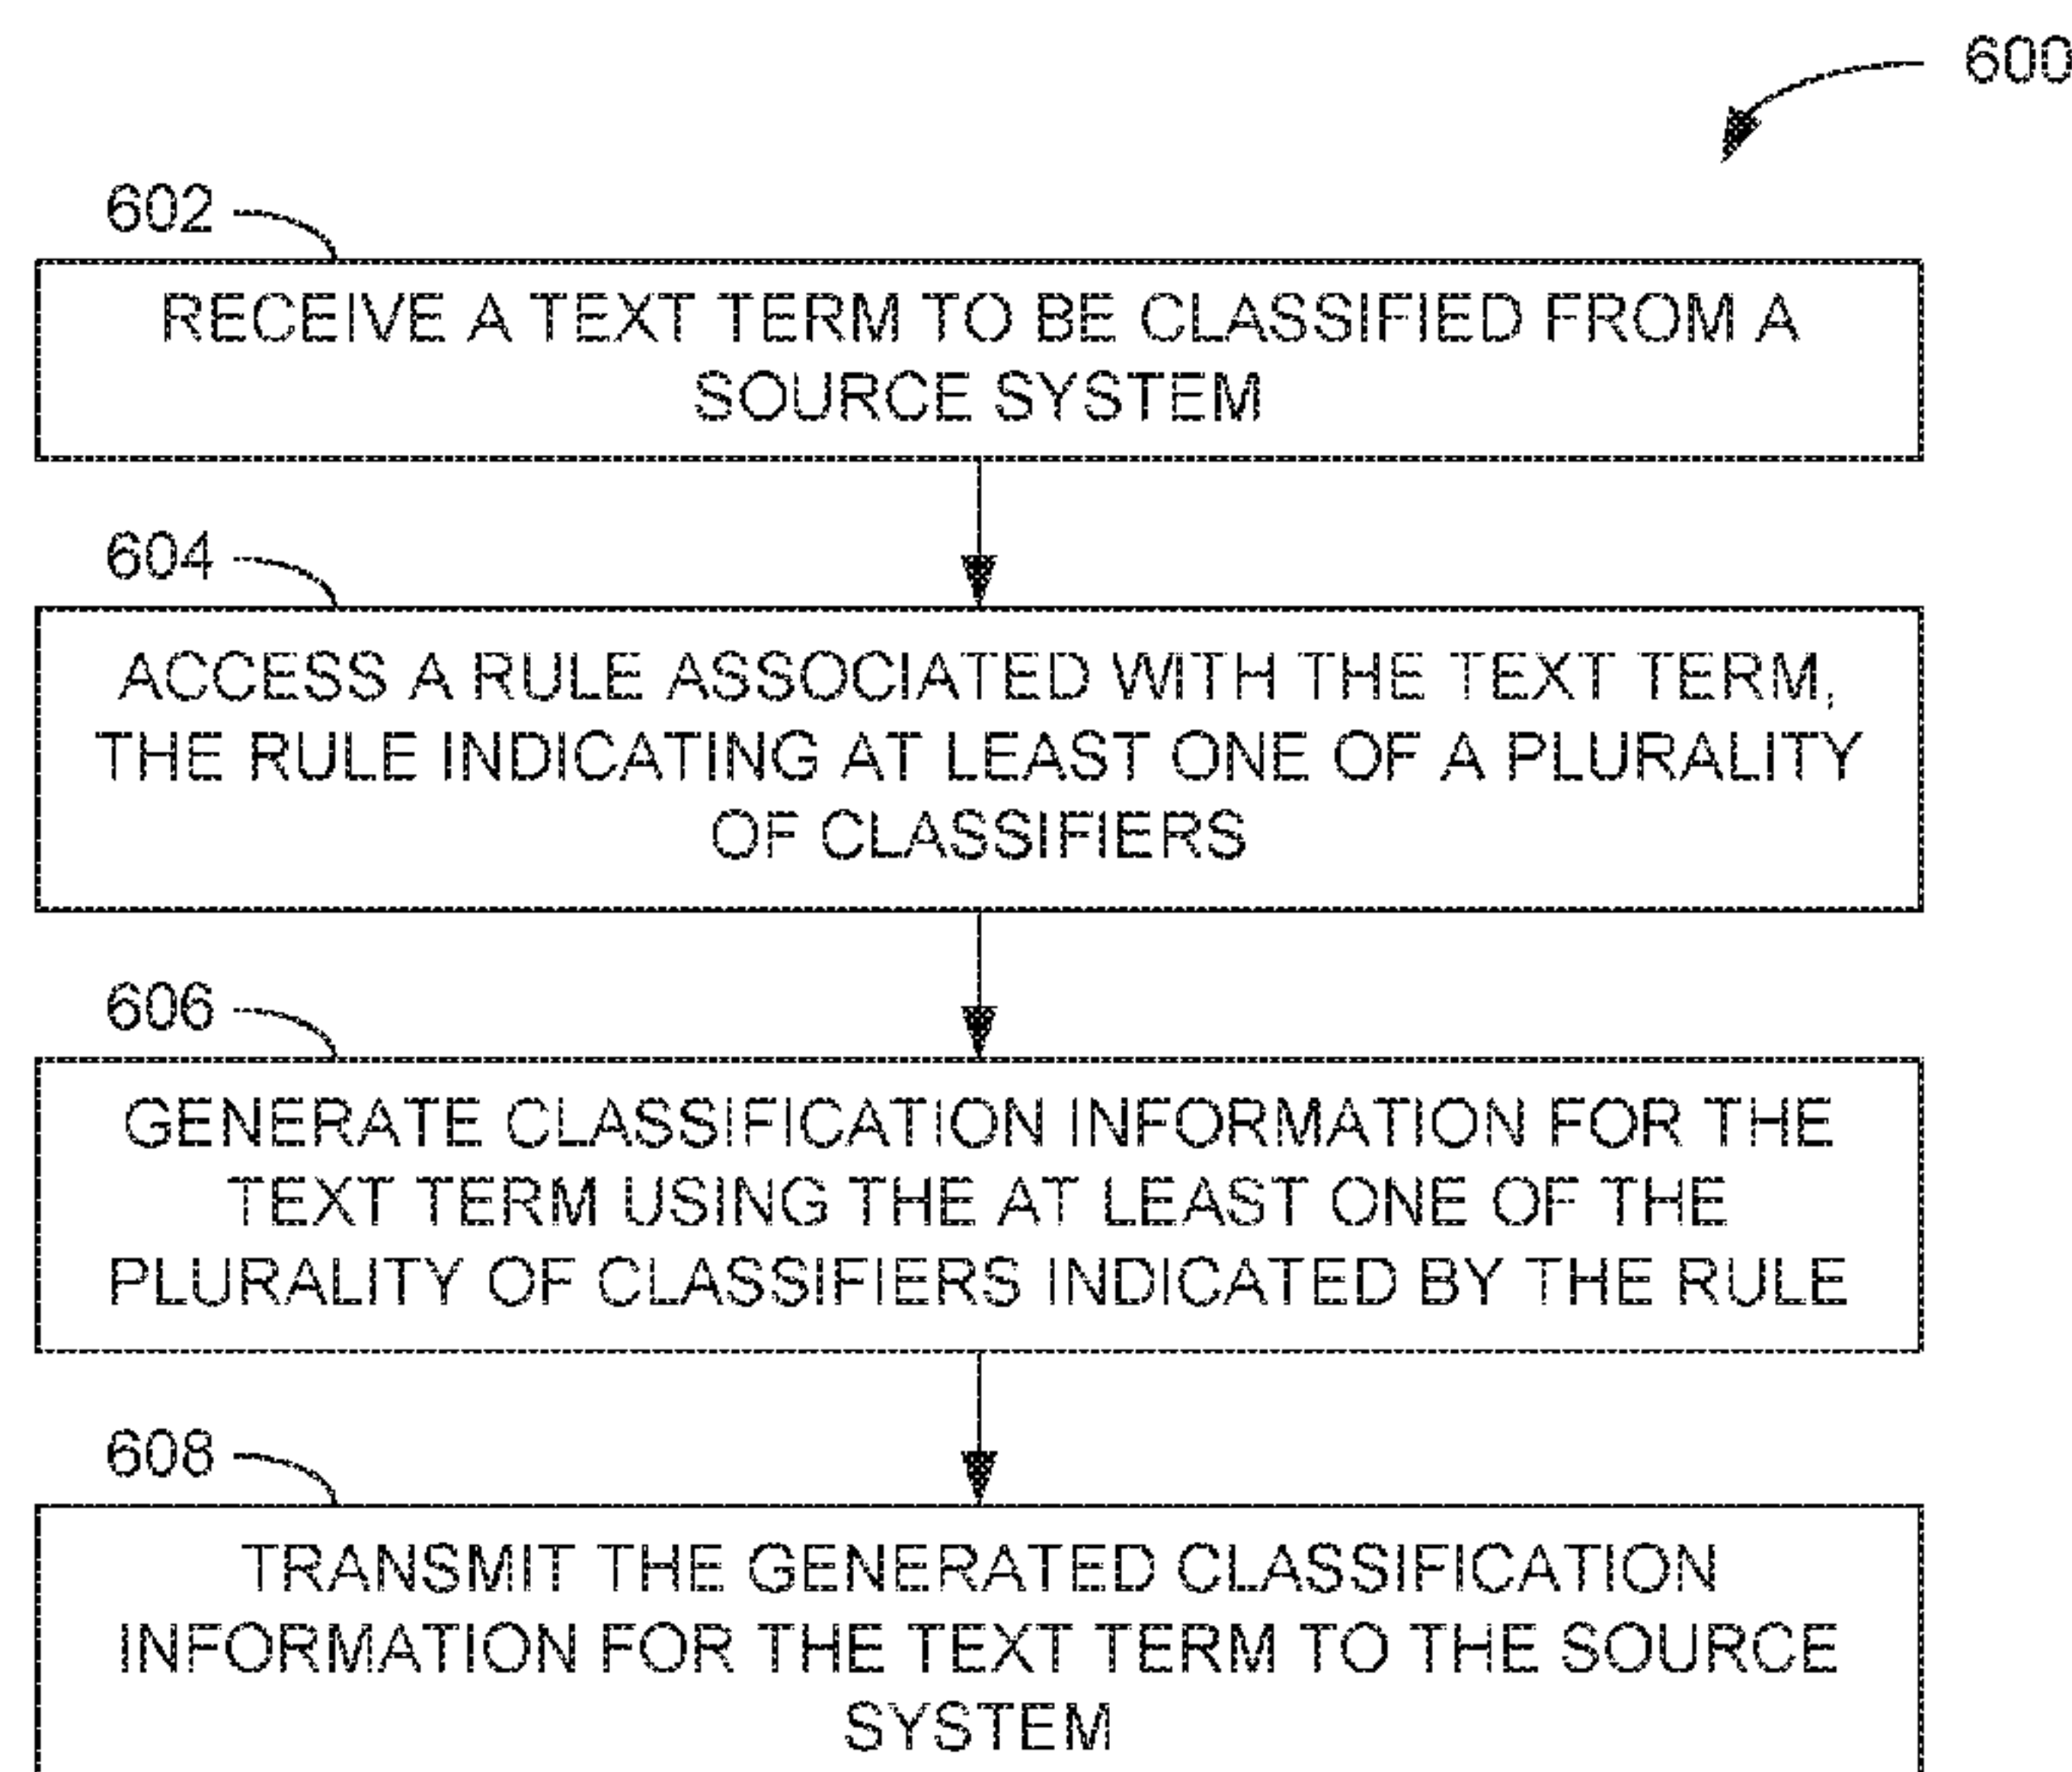 600
602
RECEIVE A TEXT TERM TO BE CLASSIFIED FROM A
SOURCE SYSTEM
604
ACCESS A RULE ASSOCIATED WITH THE TEXT TERM,
THE RULE INDICATING AT LEAST ONE OF A PLURALITY
OF CLASSIFIERS
606
GENERATE CLASSIFICATION INFORMATION FOR THE
TEXT TERM USING THE AT LEAST ONE OF THE
PLURALITY OF CLASSIFIERS INDICATED BY THE RULE
608
TRANSMIT THE GENERATED CLASSIFICATION
INFORMATION FOR THE TEXT TERM TO THE SOURCE
SYSTEM